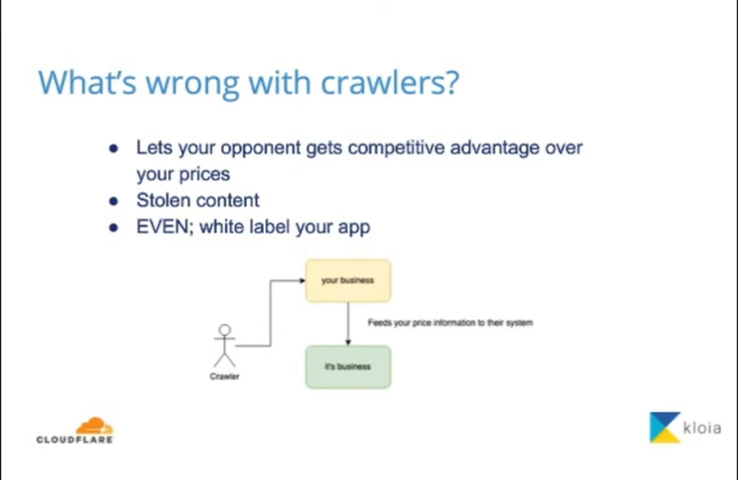 What's wrong with crawlers?
● Lets your opponent gets competitive advantage over
your prices
● Stolen content
● EVEN; white label your app
your business
Feeds your price information to their system
Crawler
it's business
CLOUDFLARE
kloia